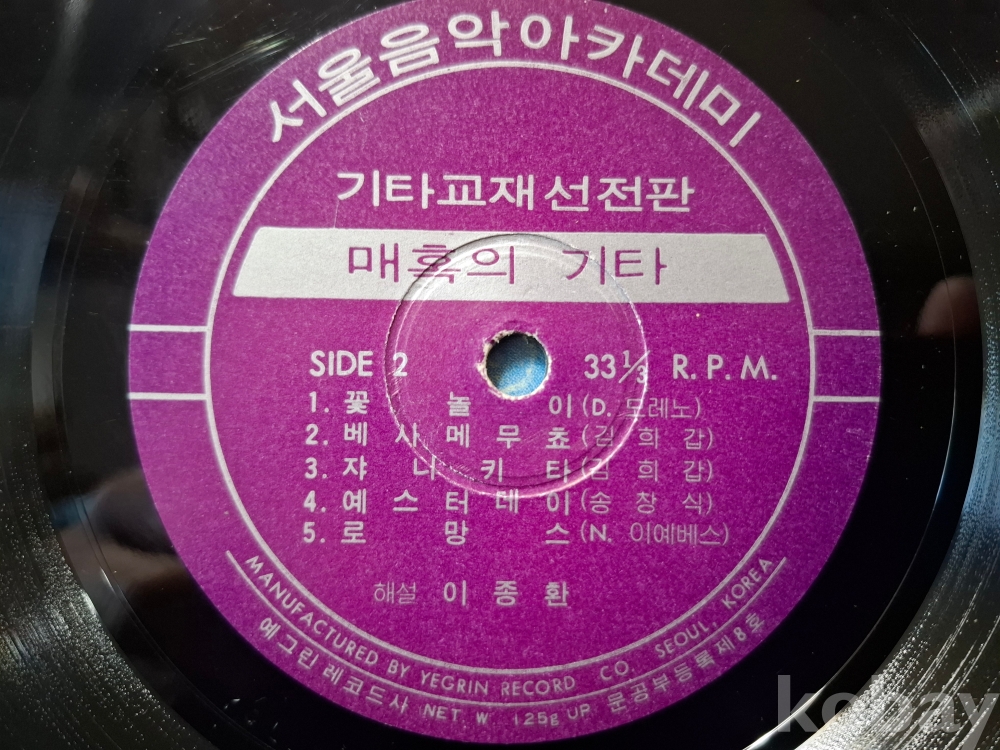 서울음악아카데미
기타교재선전판
매혹의 기타
SIDE 2 33⅓ R.P.M.
1. 꽃놀이 (D. 모레노)
2. 베사메무쵸 (김희갑)
3. 쟈니키타 (김희갑)
4. 예스터데이 (송창식)
5. 로망스 (N. 이예베스)
해설 이종환
MANUFACTURED BY YEGRIN RECORD CO. SEOUL, KOREA
예그린레코드사 NET. W. 125g UP. 문공부등록제8호
kobay